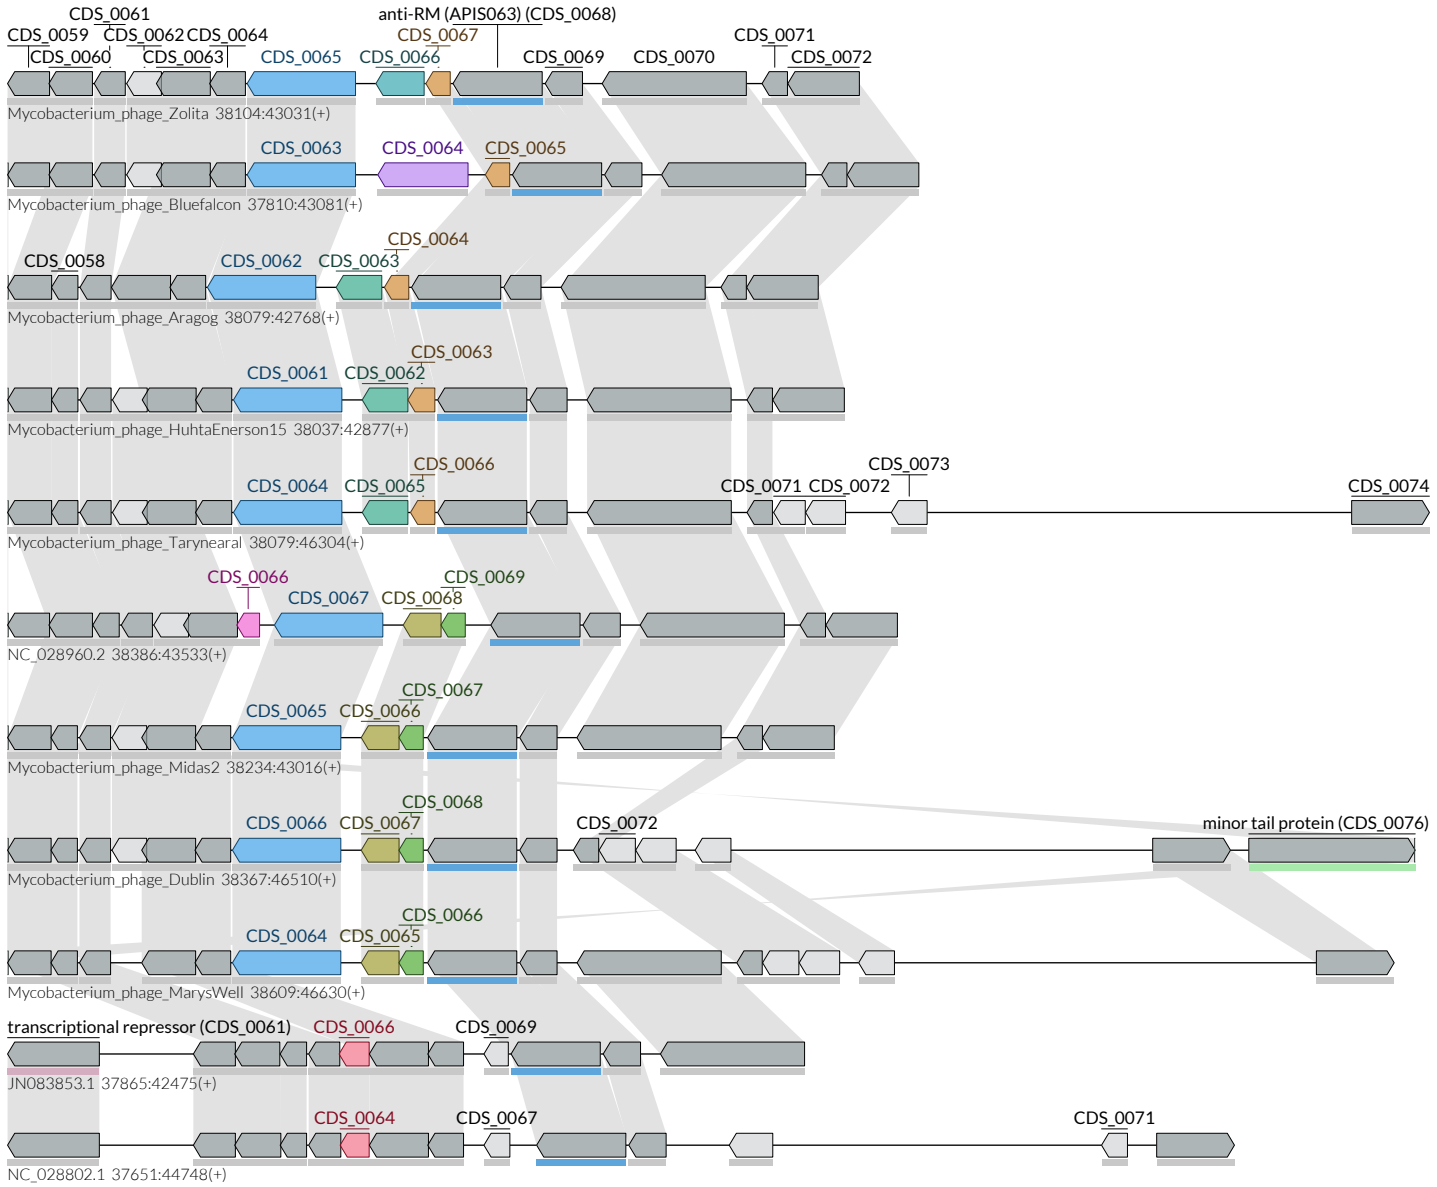 CDS_0061 anti-RM (APIS063) (CDS_0068)
CDS_0059 CDS_0062 CDS_0064 CDS_0067 CDS_0071
CDS_0060 CDS_0063 CDS_0065 CDS_0066 CDS_0069 CDS_0070 CDS_0072
Mycobacterium_phage_Zolita 38104:43031(+)
CDS_0063 CDS_0064 CDS_0065
Mycobacterium_phage_Bluefalcon 37810:43081(+)
CDS_0064
CDS_0058 CDS_0062 CDS_0063
Mycobacterium_phage_Aragog 38079:42768(+)
CDS_0063
CDS_0061 CDS_0062
Mycobacterium_phage_HuhtaEnerson15 38037:42877(+)
CDS_0066 CDS_0073
CDS_0064 CDS_0065 CDS_0071 CDS_0072 CDS_0074
Mycobacterium_phage_Tarynearal 38079:46304(+)
CDS_0066 CDS_0069
CDS_0067 CDS_0068
NC_028960.2 38386:43533(+)
CDS_0067
CDS_0065 CDS_0066
Mycobacterium_phage_Midas2 38234:43016(+)
CDS_0068
CDS_0066 CDS_0067 CDS_0072 minor tail protein (CDS_0076)
Mycobacterium_phage_Dublin 38367:46510(+)
CDS_0066
CDS_0064 CDS_0065
Mycobacterium_phage_MarysWell 38609:46630(+)
transcriptional repressor (CDS_0061) CDS_0066 CDS_0069
JN083853.1 37865:42475(+)
CDS_0064 CDS_0067 CDS_0071
NC_028802.1 37651:44748(+)